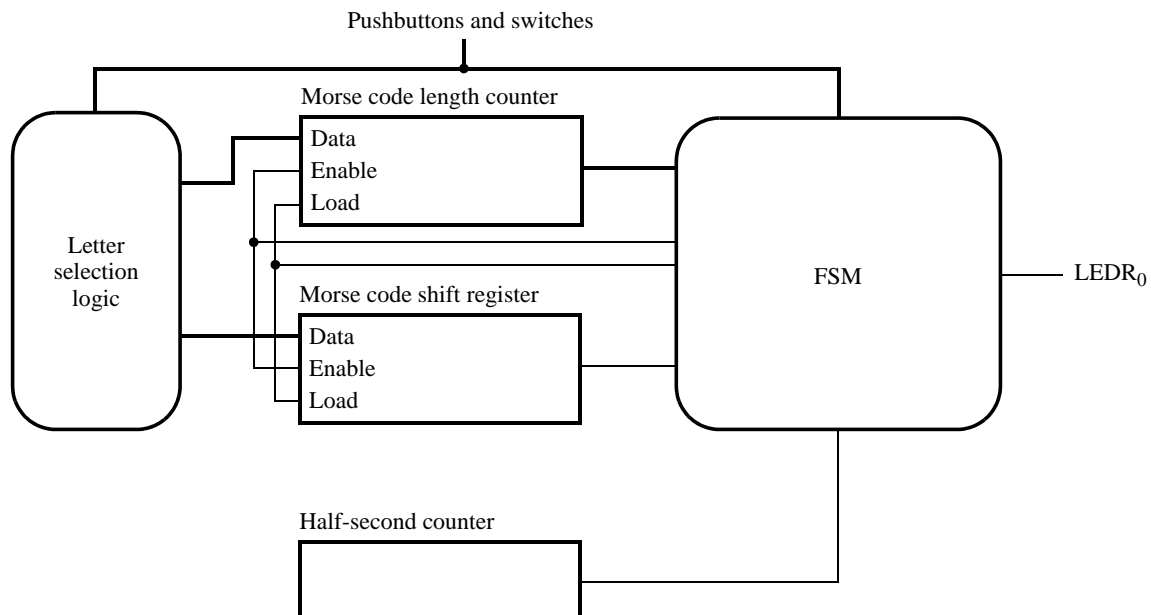 Pushbuttons and switches
Morse code length counter
Data
Enable
Load
Letter
selection
logic
FSM
LEDR0
Morse code shift register
Data
Enable
Load
Half-second counter